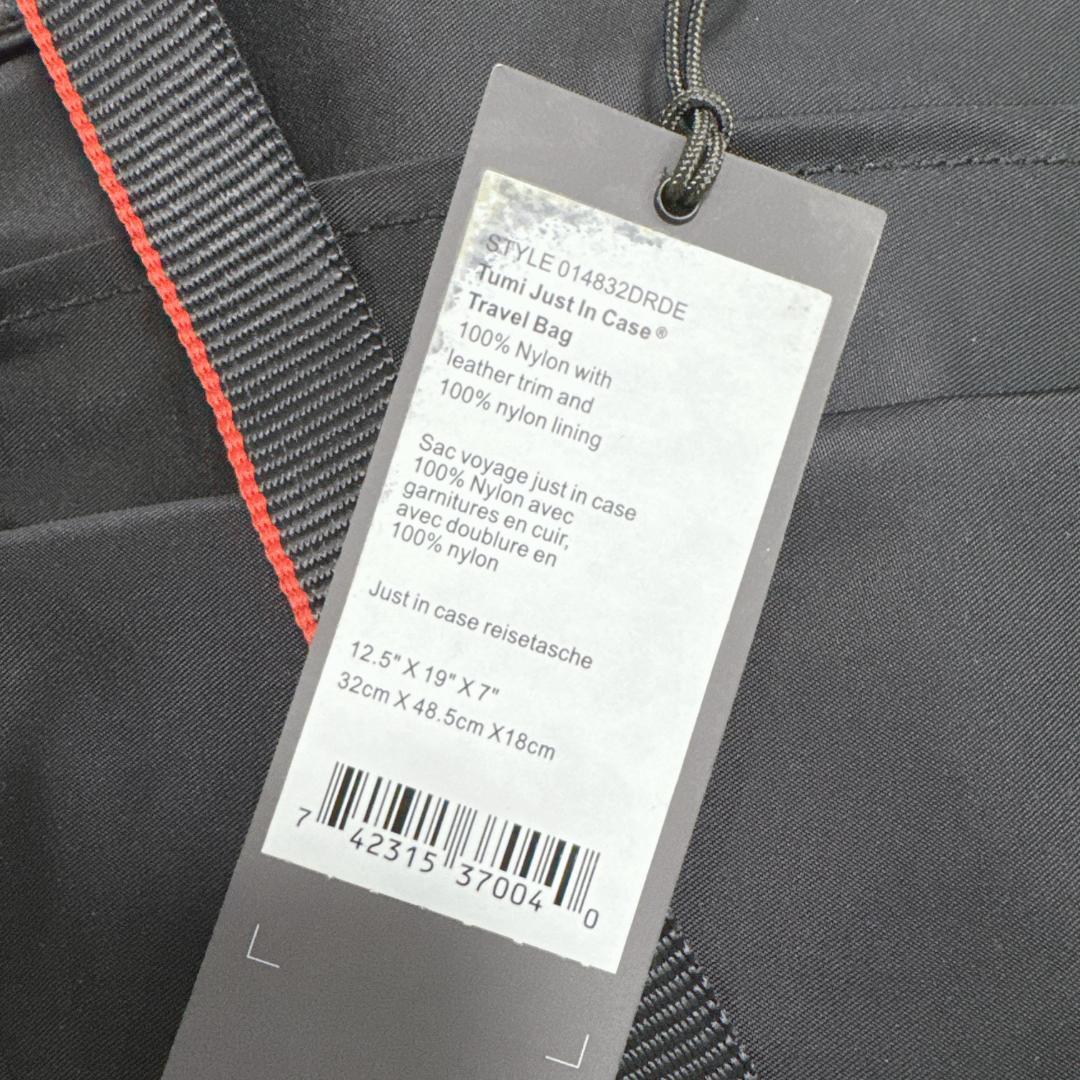 STYLE 014832DRDE
Tumi Just In Case ®
Travel Bag
100% Nylon with
leather trim and
100% nylon lining
Sac voyage just in case
100% Nylon avec
garnitures en cuir,
avec doublure en
100% nylon
Just in case reisetasche
12.5" X 19" X 7"
32cm X 48.5cm X18cm
7 42315 37004 0